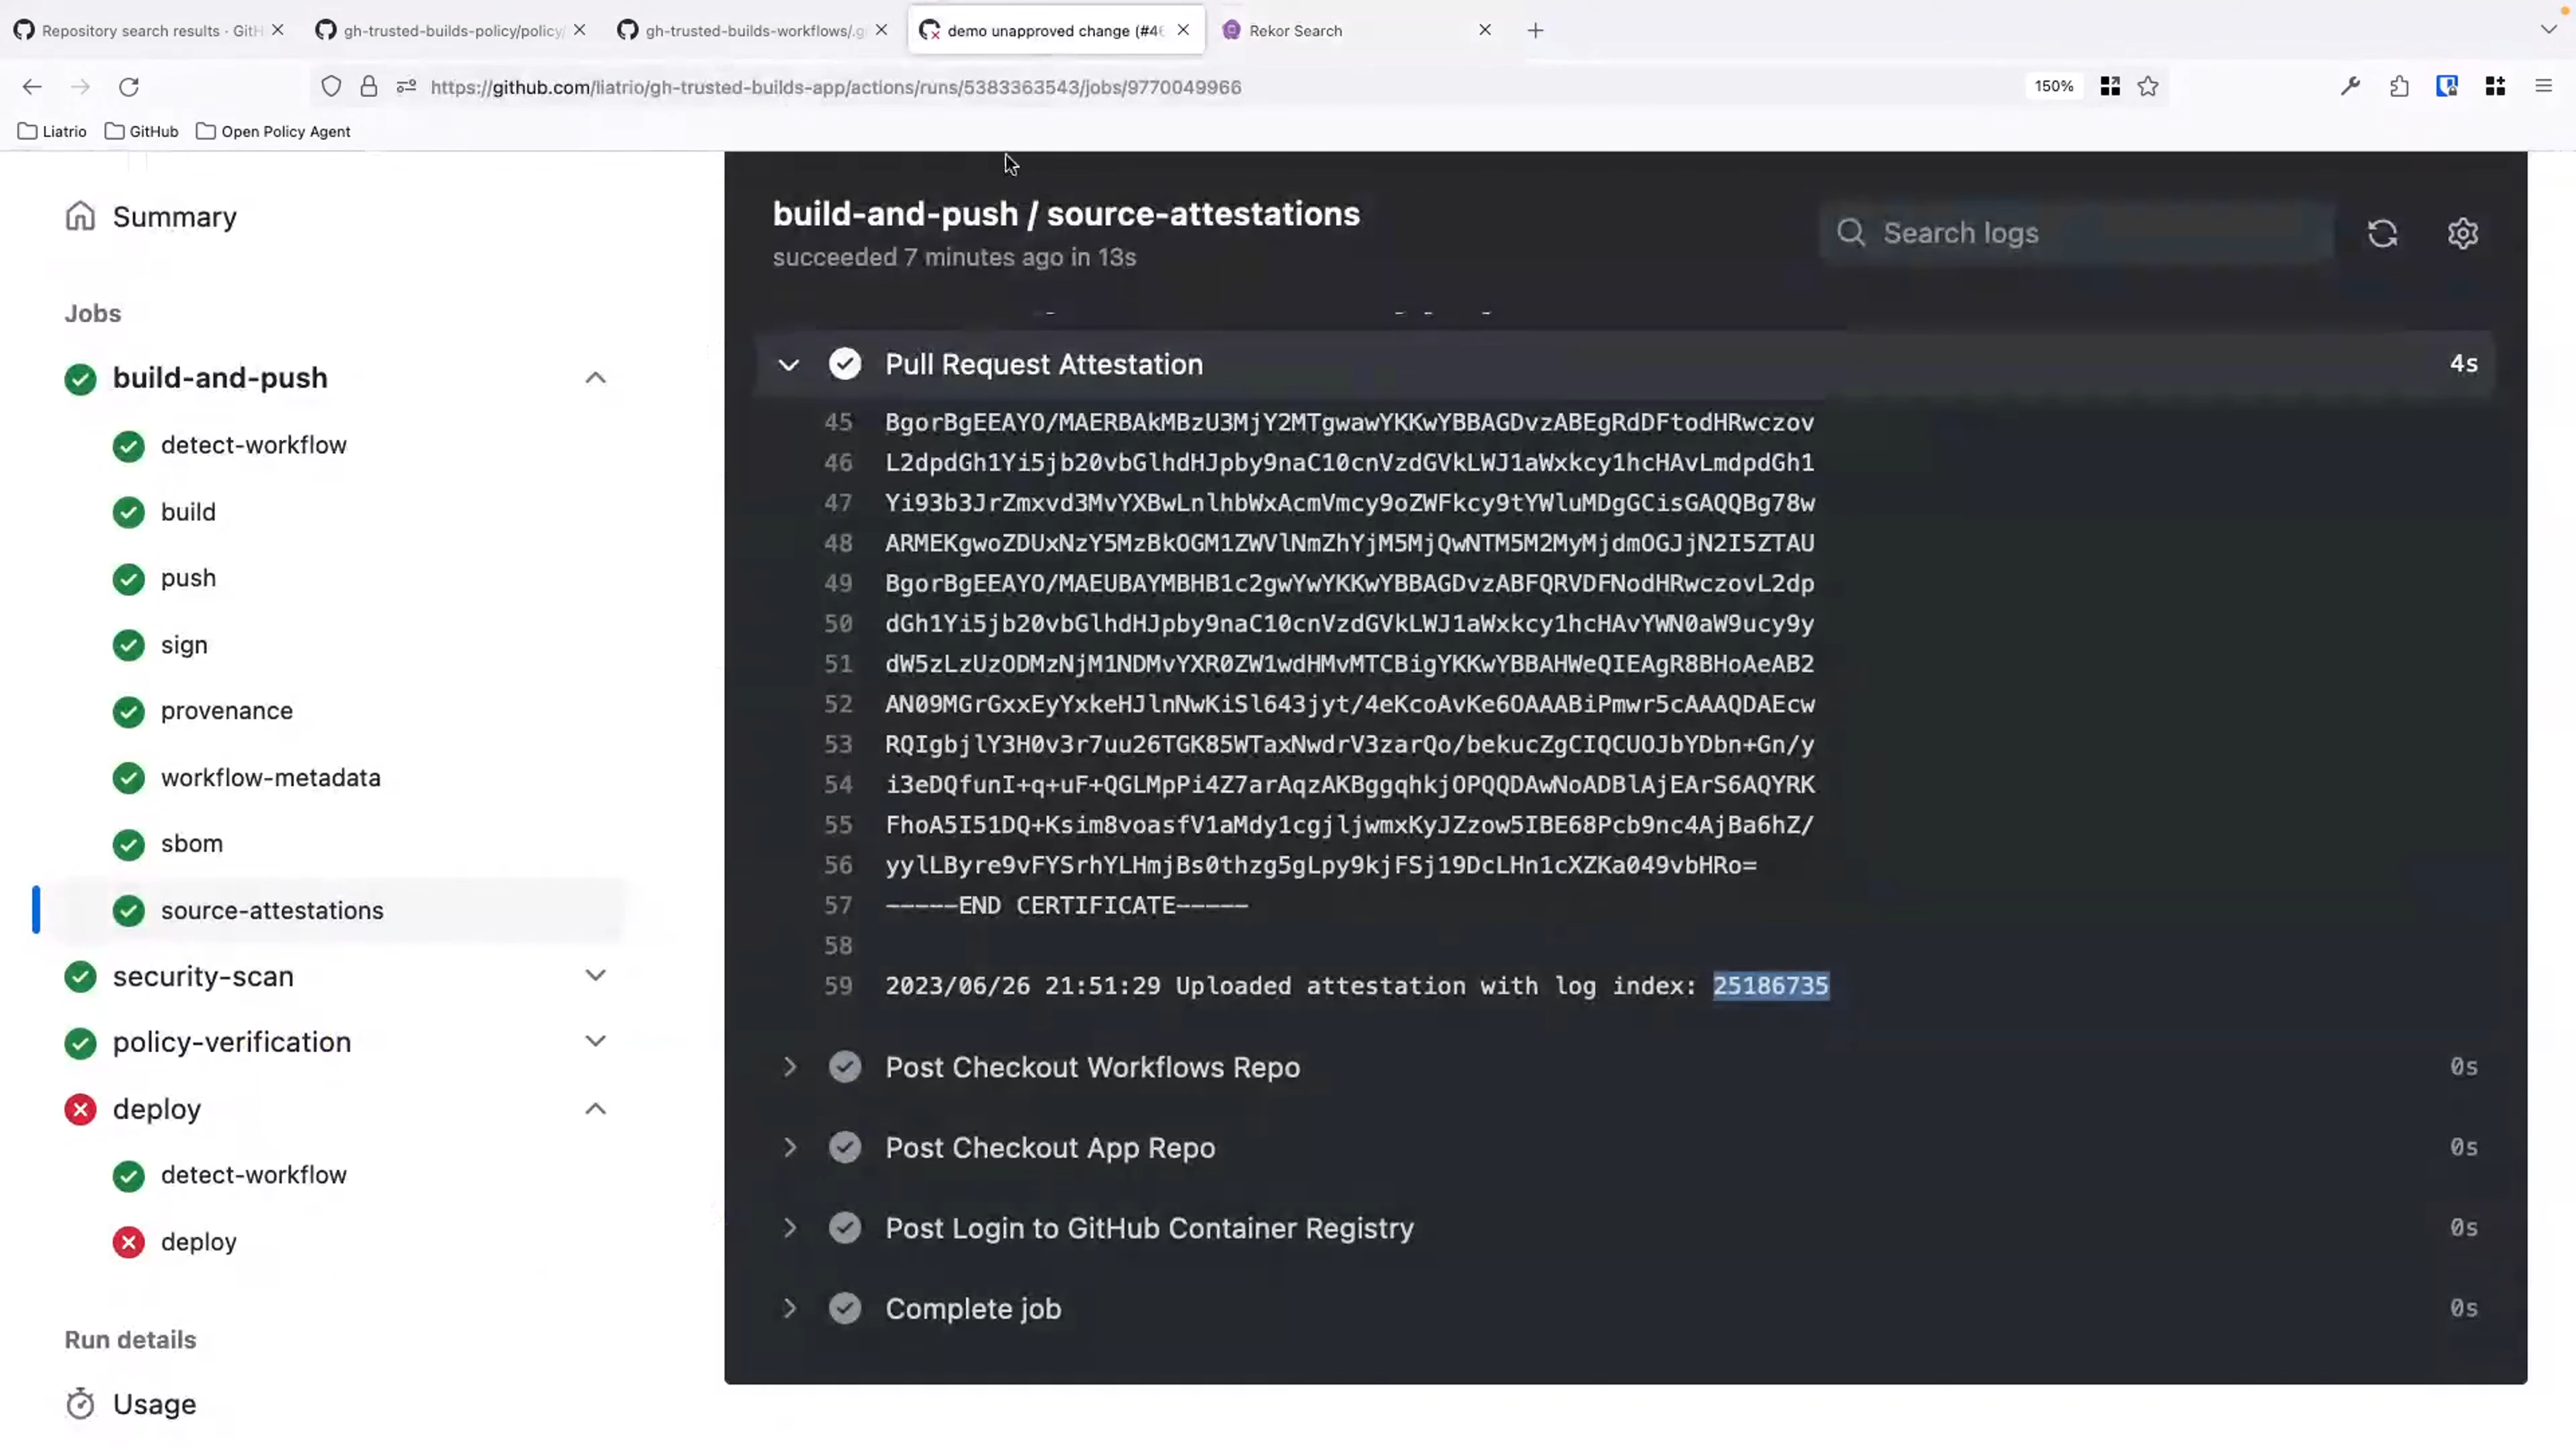 Repository search results · GitH
gh-trusted-builds-policy/policy/
gh-trusted-builds-workflows/.g
demo unapproved change (#46
Rekor Search
https://github.com/liatrio/gh-trusted-builds-app/actions/runs/5383363543/jobs/9770049966
150%
Liatrio
GitHub
Open Policy Agent
Summary
Jobs
build-and-push
detect-workflow
build
push
sign
provenance
workflow-metadata
sbom
source-attestations
security-scan
policy-verification
deploy
detect-workflow
deploy
Run details
Usage
build-and-push / source-attestations
succeeded 7 minutes ago in 13s
Search logs
Pull Request Attestation 4s
45 BgorBgEEAYO/MAERBAkMBzU3MjY2MTgwawYKKwYBBAGDvzABEgRdDFtodHRwczov
46 L2dpdGh1Yi5jb20vbGlhdHJpby9naC10cnVzdGVkLWJ1aWxkcy1hcHAvLmdpdGh1
47 Yi93b3JrZmxvd3MvYXBwLnlhbWxAcmVmcy9oZWFkcy9tYWluMDgGCisGAQQBg78w
48 ARMEKgwoZDUxNzY5MzBkOGM1ZWVlNmZhYjM5MjQwNTM5M2MyMjdmOGJjN2I5ZTAU
49 BgorBgEEAYO/MAEUBAYMBHB1c2gwYwYKKwYBBAGDvzABFQRVDFNodHRwczovL2dp
50 dGh1Yi5jb20vbGlhdHJpby9naC10cnVzdGVkLWJ1aWxkcy1hcHAvYWN0aW9ucy9y
51 dW5zLzUzODMzNjM1NDMvYXR0ZW1wdHMvMTCBigYKKwYBBAHWeQIEAgR8BHoAeAB2
52 AN09MGrGxxEyYxkeHJlnNwKiSl643jyt/4eKcoAvKe6OAAABiPmwr5cAAAQDAEcw
53 RQIgbjlY3H0v3r7uu26TGK85WTaxNwdrV3zarQo/bekucZgCIQCUOJbYDbn+Gn/y
54 i3eDQfunI+q+uF+QGLMpPi4Z7arAqzAKBggqhkjOPQQDAwNoADBlAjEArS6AQYRK
55 FhoA5I51DQ+Ksim8voasfV1aMdy1cgjljwmxKyJZzow5IBE68Pcb9nc4AjBa6hZ/
56 yylLByre9vFYSrhYLHmjBs0thzg5gLpy9kjFSj19DcLHn1cXZKa049vbHRo=
57 -----END CERTIFICATE-----
58
59 2023/06/26 21:51:29 Uploaded attestation with log index: 25186735
Post Checkout Workflows Repo 0s
Post Checkout App Repo 0s
Post Login to GitHub Container Registry 0s
Complete job 0s